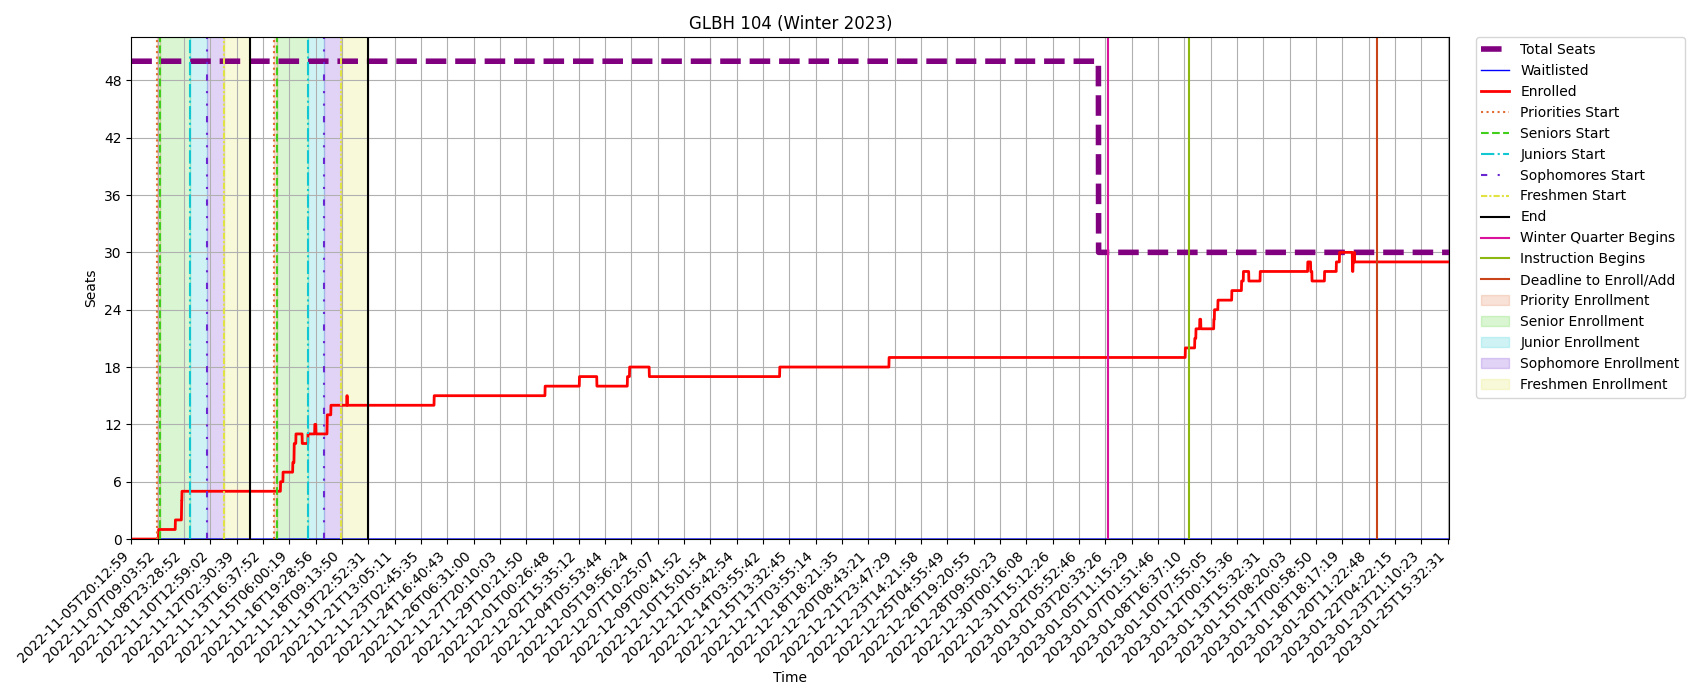 GLBH 104 (Winter 2023)
Seats
48
42
36
30
24
18
12
6
0
2022-11-05T20:12:59
2022-11-07T09:03:52
2022-11-08T23:28:52
2022-11-10T12:59:02
2022-11-12T02:30:39
2022-11-13T16:37:52
2022-11-15T06:00:19
2022-11-16T19:28:56
2022-11-18T09:13:50
2022-11-19T22:52:31
2022-11-21T13:05:11
2022-11-23T02:45:35
2022-11-24T16:40:43
2022-11-26T06:31:00
2022-11-27T20:10:03
2022-11-29T10:21:50
2022-12-01T00:26:48
2022-12-02T15:35:12
2022-12-04T05:53:44
2022-12-05T19:56:24
2022-12-07T10:25:07
2022-12-09T00:41:52
2022-12-10T15:01:54
2022-12-12T05:42:54
2022-12-14T03:55:42
2022-12-15T13:32:45
2022-12-17T03:55:14
2022-12-18T18:21:35
2022-12-20T08:43:21
2022-12-21T23:47:29
2022-12-23T14:21:58
2022-12-25T04:55:49
2022-12-26T19:20:55
2022-12-28T09:50:23
2022-12-30T00:16:08
2022-12-31T15:12:26
2023-01-02T05:52:46
2023-01-03T20:33:26
2023-01-05T11:15:29
2023-01-07T01:51:46
2023-01-08T16:37:10
2023-01-10T07:55:05
2023-01-12T00:15:36
2023-01-13T15:32:31
2023-01-15T08:20:03
2023-01-17T00:58:50
2023-01-18T18:17:19
2023-01-20T11:22:48
2023-01-22T04:22:15
2023-01-23T21:10:23
2023-01-25T15:32:31
Time
Total Seats
Waitlisted
Enrolled
Priorities Start
Seniors Start
Juniors Start
Sophomores Start
Freshmen Start
End
Winter Quarter Begins
Instruction Begins
Deadline to Enroll/Add
Priority Enrollment
Senior Enrollment
Junior Enrollment
Sophomore Enrollment
Freshmen Enrollment